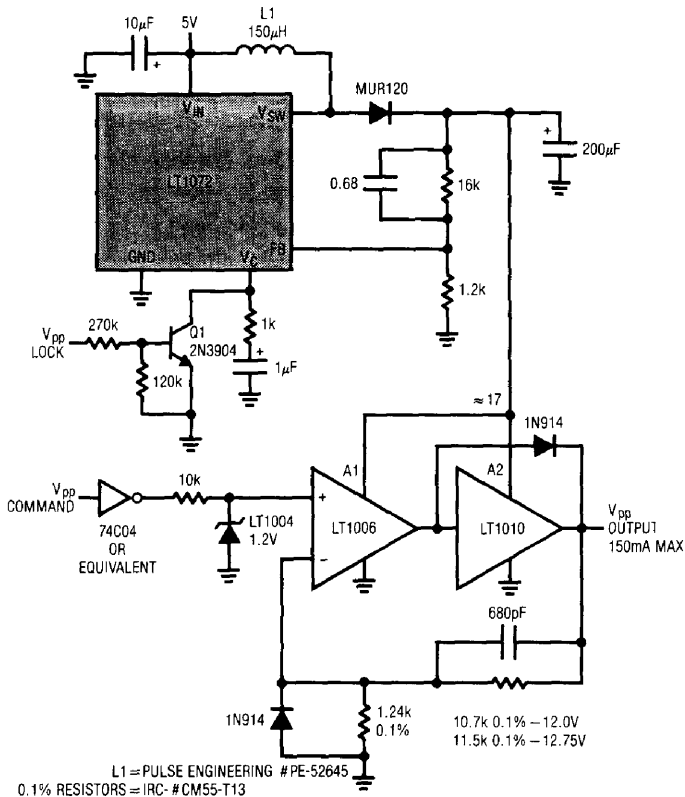 L1
150µH
10µF
+
5V
VIN
VSW
MUR120
LT1072
+
200µF
0.68
16k
GND
VC
FB
1.2k
VPP
LOCK
270k
Q1
2N3904
120k
1k
+
1µF
≈17
1N914
VPP
COMMAND
74C04
OR
EQUIVALENT
10k
LT1004
1.2V
A1
+
LT1006
−
A2
LT1010
VPP
OUTPUT
150mA MAX
680pF
1N914
1.24k
0.1%
10.7k 0.1% – 12.0V
11.5k 0.1% – 12.75V
L1 = PULSE ENGINEERING #PE-52645
0.1% RESISTORS = IRC- #CM55-T13